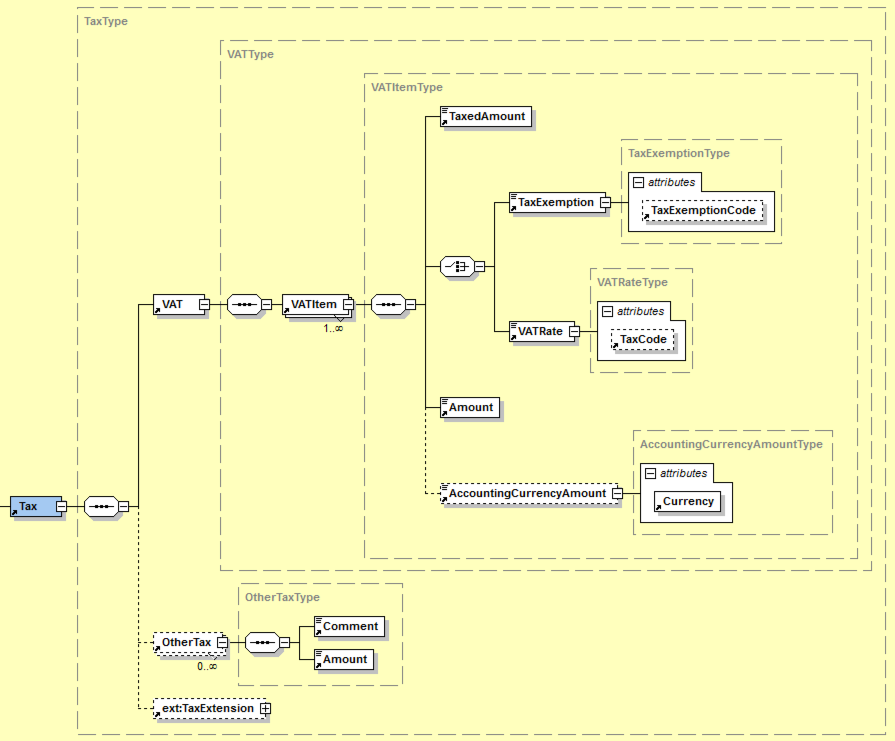 TaxType
VATType
VATItemType
TaxedAmount
TaxExemptionType
attributes
TaxExemption
TaxExemptionCode
VATRateType
VAT
VATItem
attributes
1..∞
VATRate
TaxCode
Amount
AccountingCurrencyAmountType
attributes
AccountingCurrencyAmount
Currency
Tax
OtherTaxType
Comment
OtherTax
0..∞
Amount
ext:TaxExtension